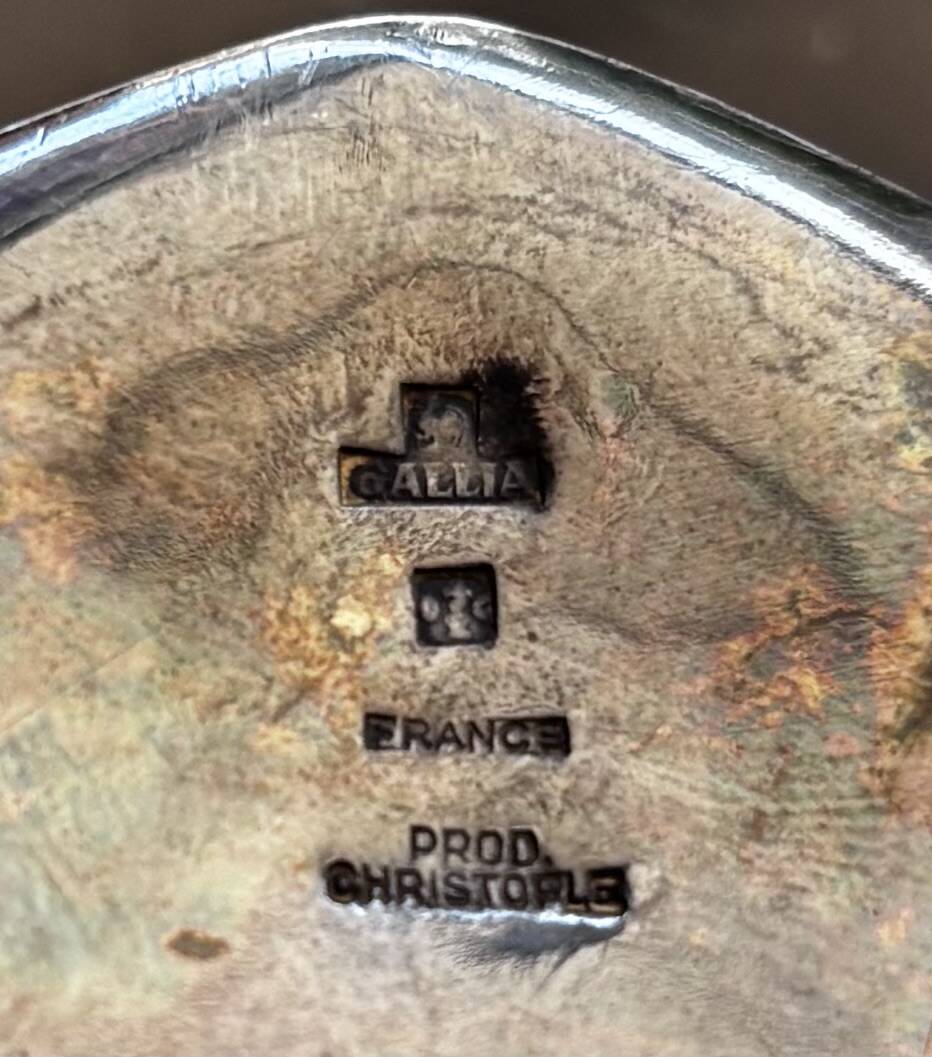 GALLIA
FRANCE
PROD.
CHRISTOFLE